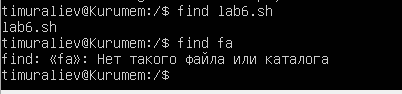 timuraliev@Kurumem:/$ find lab6.sh
lab6.sh
timuraliev@Kurumem:/$ find fa
find: «fa»: Нет такого файла или каталога
timuraliev@Kurumem:/$